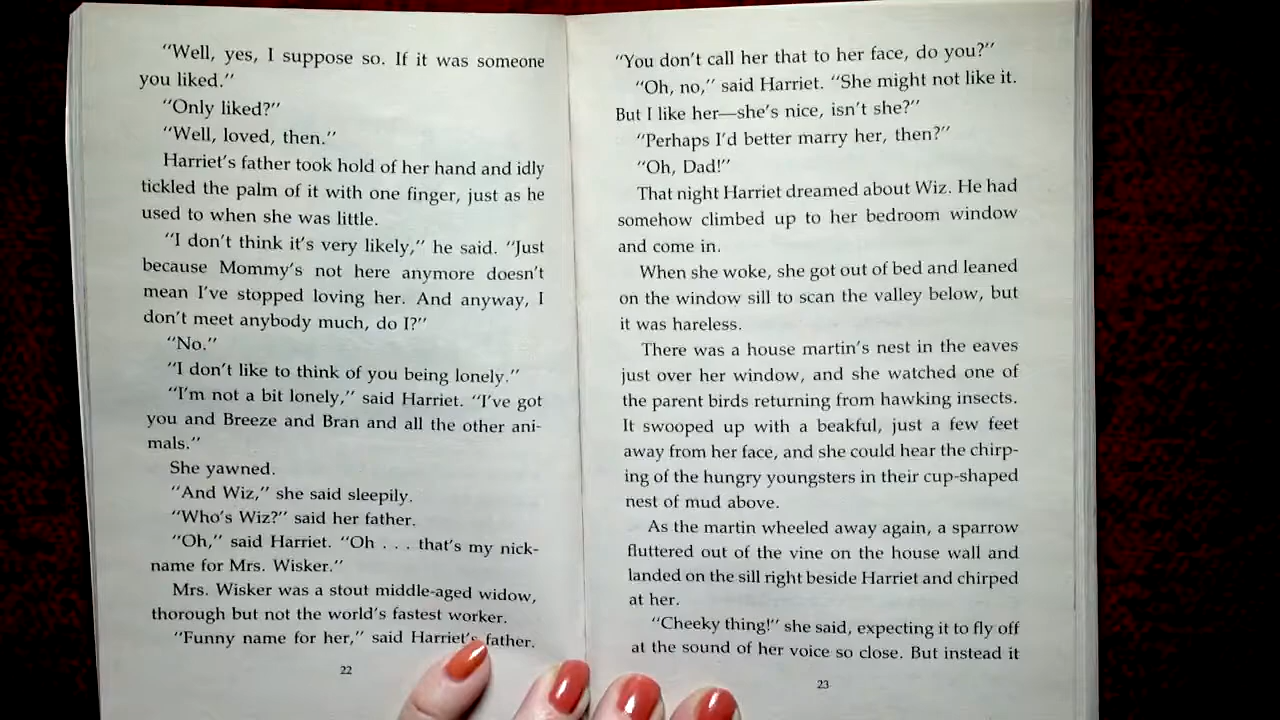 “Well, yes, I suppose so. If it was someone
you liked.”
“Only liked?”
“Well, loved, then.”
Harriet’s father took hold of her hand and idly
tickled the palm of it with one finger, just as he
used to when she was little.
“I don’t think it’s very likely,” he said. “Just
because Mommy’s not here anymore doesn’t
mean I’ve stopped loving her. And anyway, I
don’t meet anybody much, do I?”
“No.”
“I don’t like to think of you being lonely.”
“I’m not a bit lonely,” said Harriet. “I’ve got
you and Breeze and Bran and all the other ani-
mals.”
She yawned.
“And Wiz,” she said sleepily.
“Who’s Wiz?” said her father.
“Oh,” said Harriet. “Oh . . . that’s my nick-
name for Mrs. Wisker.”
Mrs. Wisker was a stout middle-aged widow,
thorough but not the world’s fastest worker.
“Funny name for her,” said Harriet’s father.
22
“You don’t call her that to her face, do you?”
“Oh, no,” said Harriet. “She might not like it.
But I like her—she’s nice, isn’t she?”
“Perhaps I’d better marry her, then?”
“Oh, Dad!”
That night Harriet dreamed about Wiz. He had
somehow climbed up to her bedroom window
and come in.
When she woke, she got out of bed and leaned
on the window sill to scan the valley below, but
it was hareless.
There was a house martin’s nest in the eaves
just over her window, and she watched one of
the parent birds returning from hawking insects.
It swooped up with a beakful, just a few feet
away from her face, and she could hear the chirp-
ing of the hungry youngsters in their cup-shaped
nest of mud above.
As the martin wheeled away again, a sparrow
fluttered out of the vine on the house wall and
landed on the sill right beside Harriet and chirped
at her.
“Cheeky thing!” she said, expecting it to fly off
at the sound of her voice so close. But instead it
23